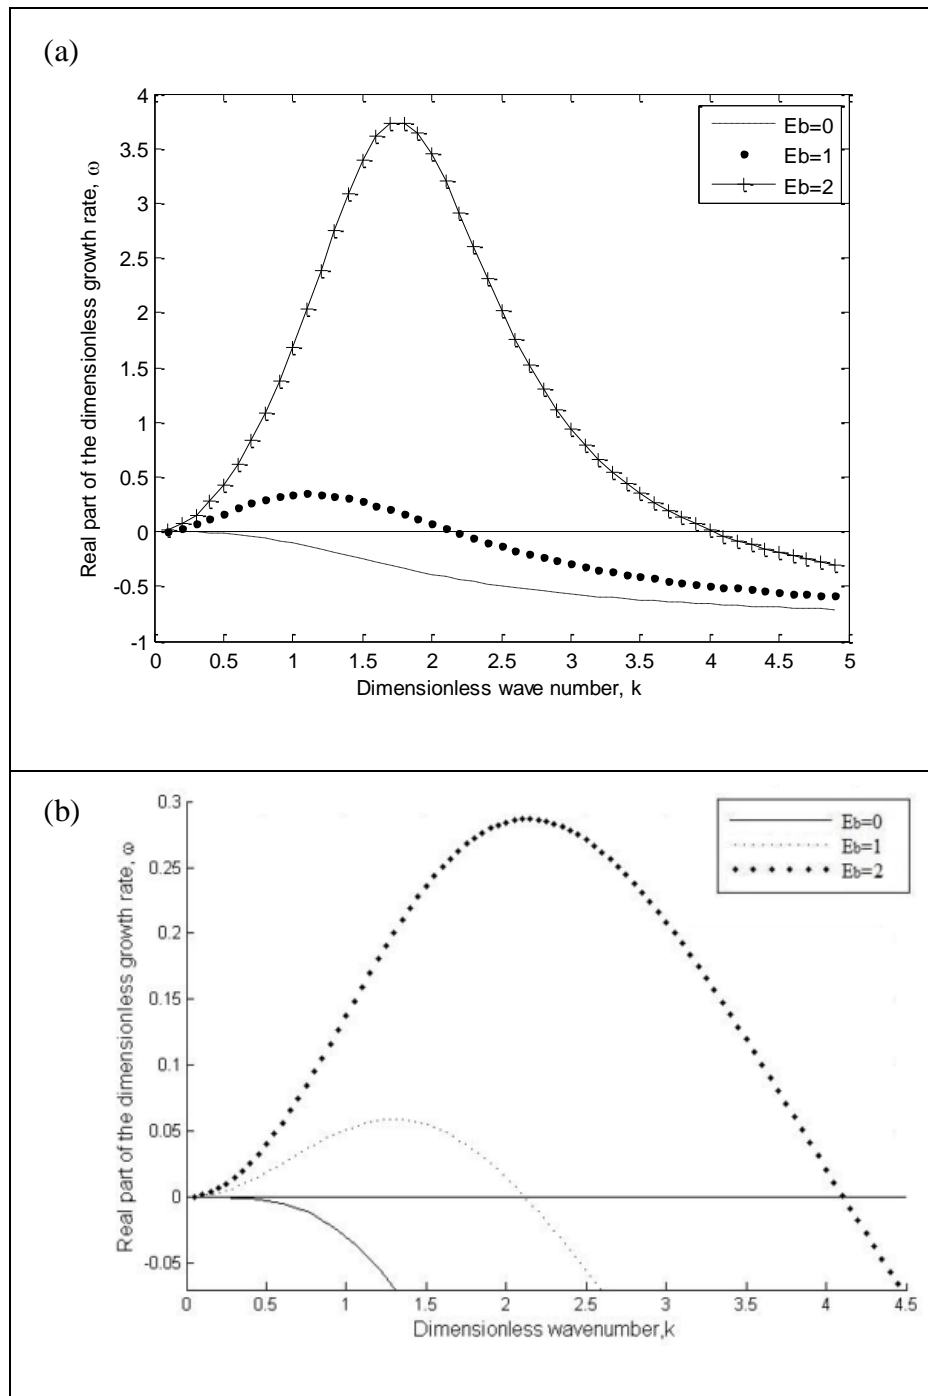 (a)
4
3.5
3
2.5
2
1.5
1
0.5
0
-0.5
-1
Real part of the dimensionless growth rate, ω
Eb=0
Eb=1
Eb=2
0 0.5 1 1.5 2 2.5 3 3.5 4 4.5 5
Dimensionless wave number, k
(b)
0.3
0.25
0.2
0.15
0.1
0.05
0
-0.05
Real part of the dimensionless growth rate, ω
Eb=0
Eb=1
Eb=2
0 0.5 1 1.5 2 2.5 3 3.5 4 4.5
Dimensionless wavenumber,k